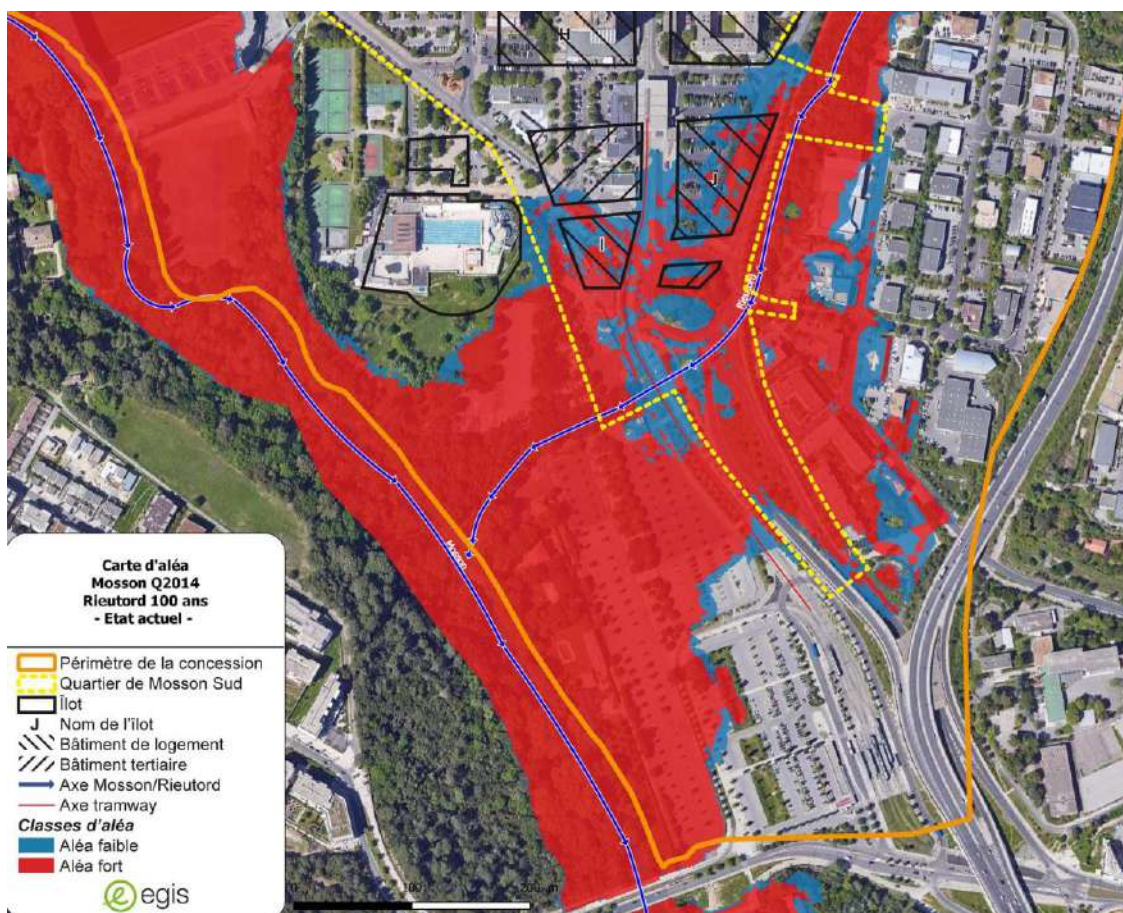 H
J
I
Rieutord
Mosson
Carte d'aléa
Mosson Q2014
Rieutord 100 ans
- Etat actuel -
Périmètre de la concession
Quartier de Mosson Sud
Îlot
J Nom de l'îlot
Bâtiment de logement
Bâtiment tertiaire
Axe Mosson/Rieutord
Axe tramway
Classes d'aléa
Aléa faible
Aléa fort
egis
0 100 200 m